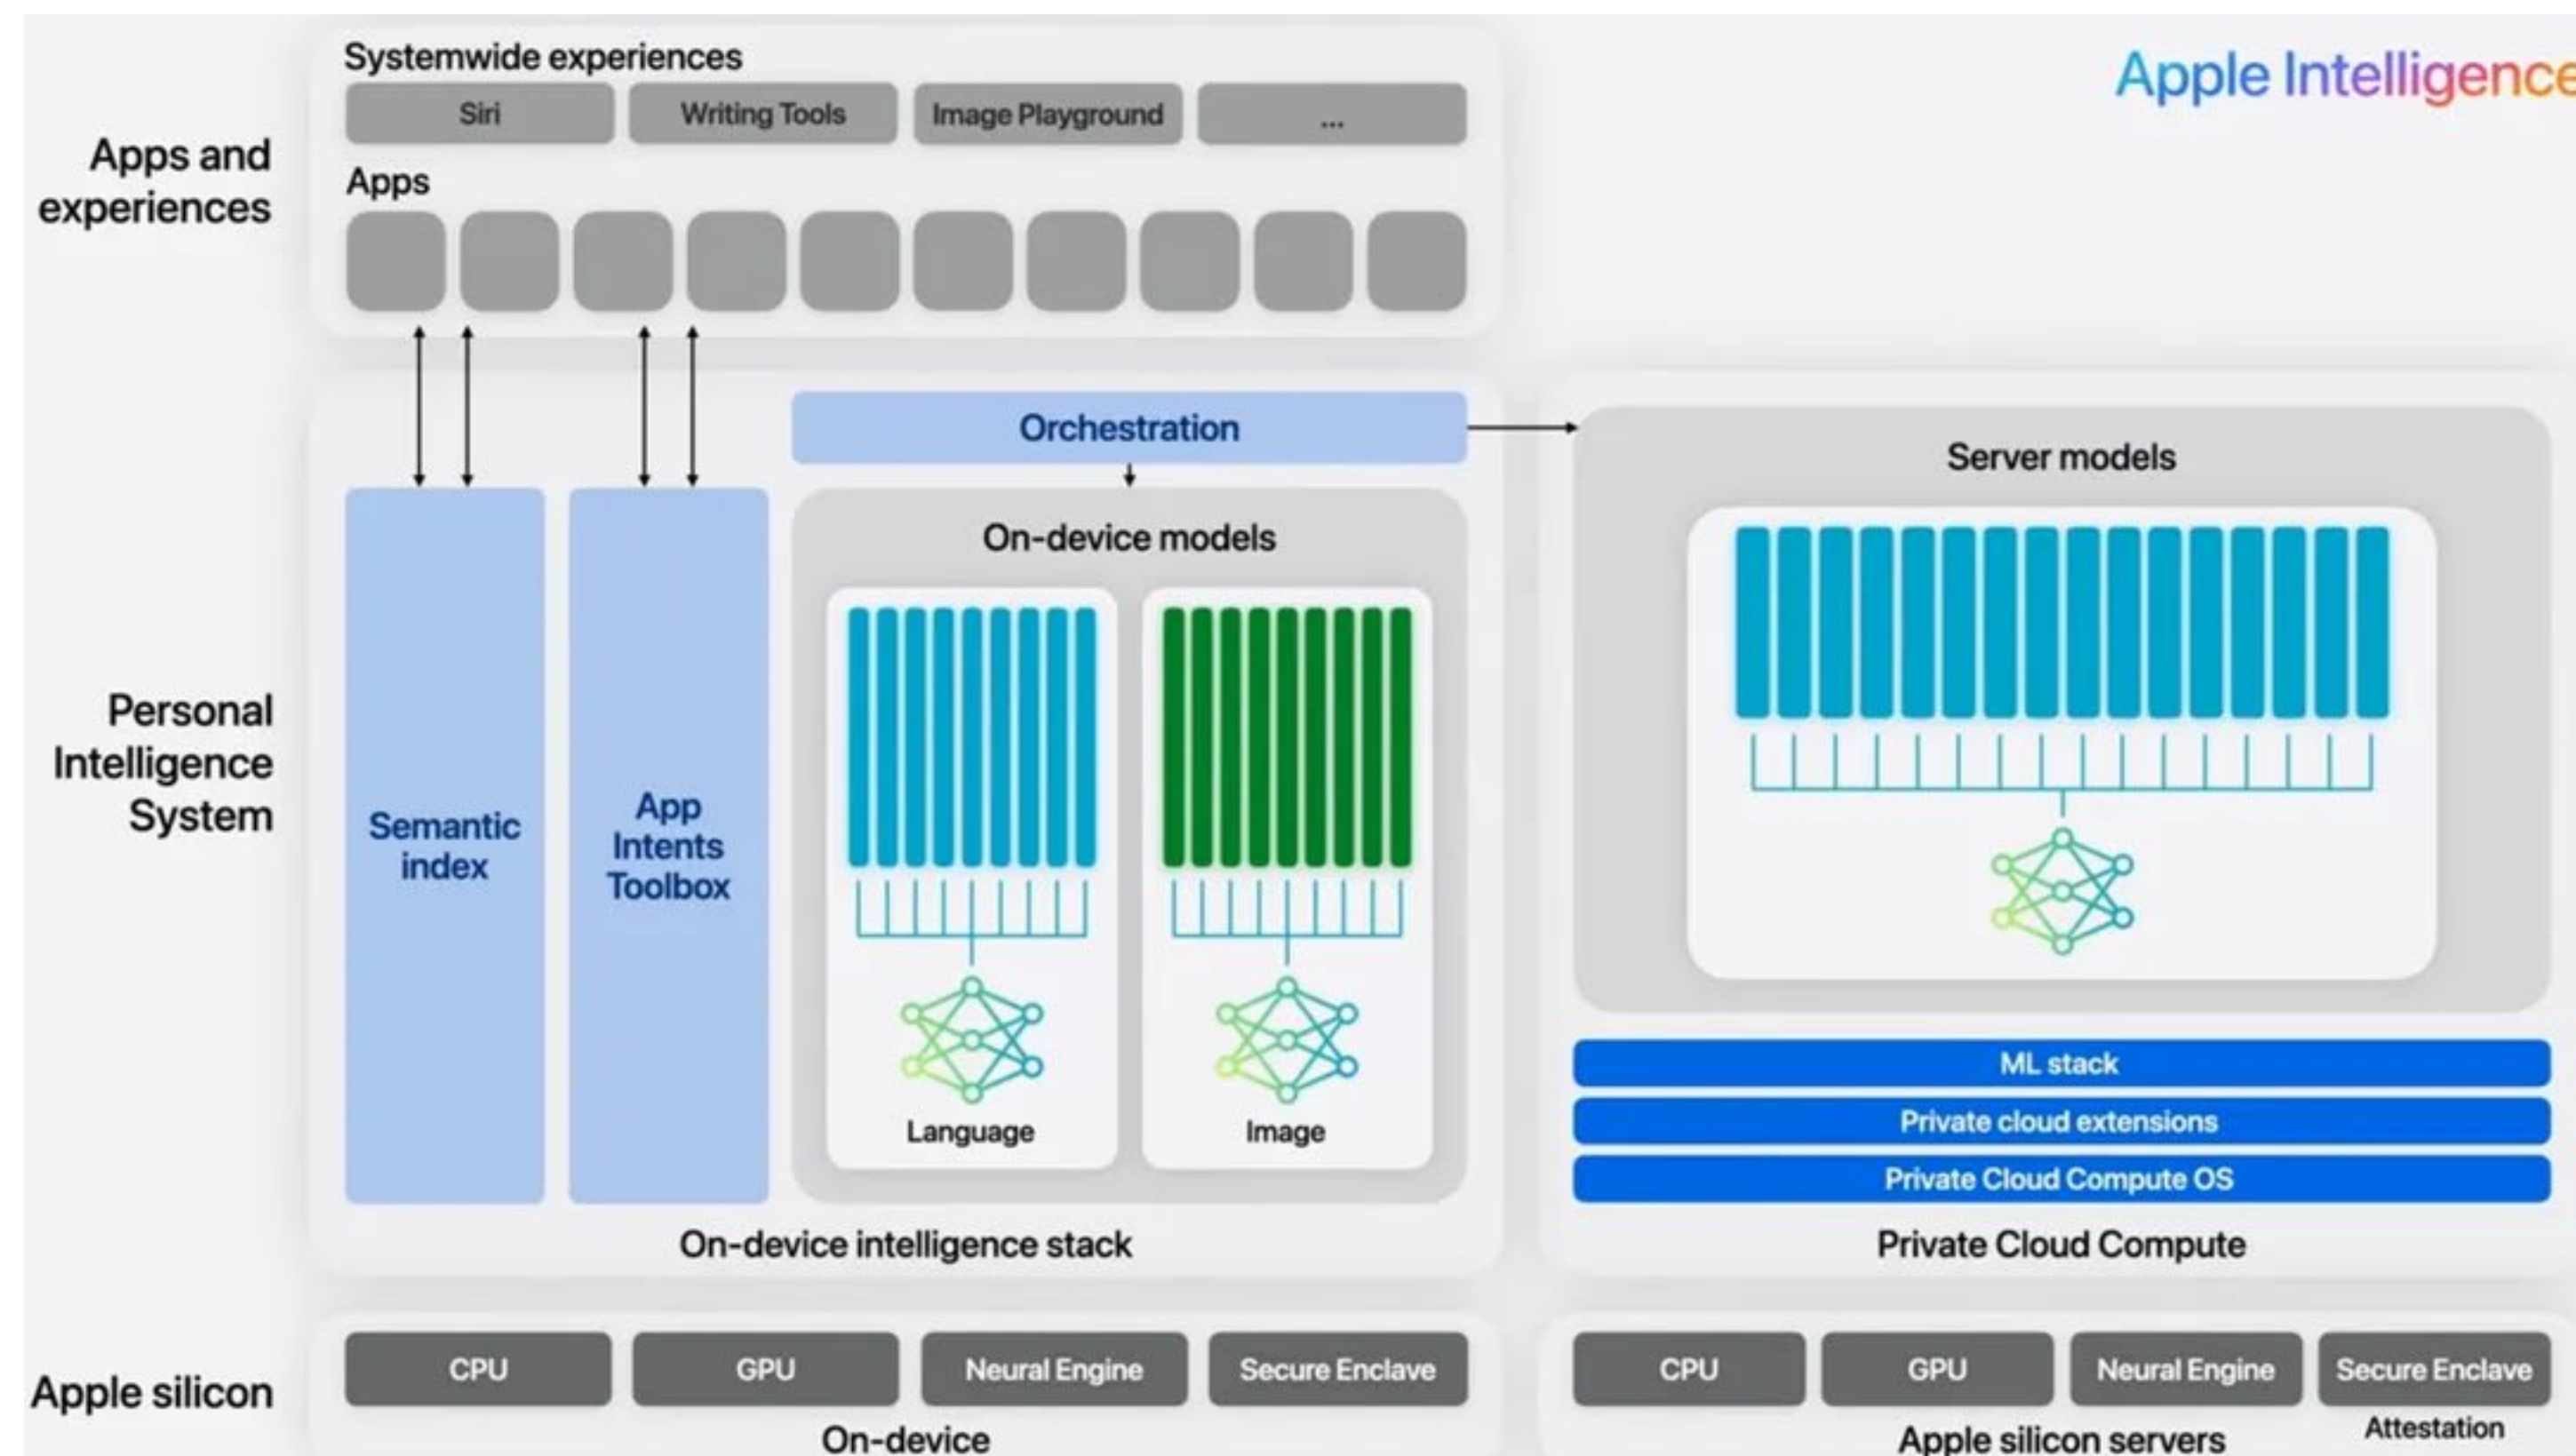 Apple Intelligence
Apps and
experiences
Systemwide experiences
Siri
Writing Tools
Image Playground
...
Apps
Personal
Intelligence
System
Orchestration
Semantic
index
App
Intents
Toolbox
On-device models
Language
Image
On-device intelligence stack
Server models
ML stack
Private cloud extensions
Private Cloud Compute OS
Private Cloud Compute
Apple silicon
CPU
GPU
Neural Engine
Secure Enclave
On-device
CPU
GPU
Neural Engine
Secure Enclave
Attestation
Apple silicon servers